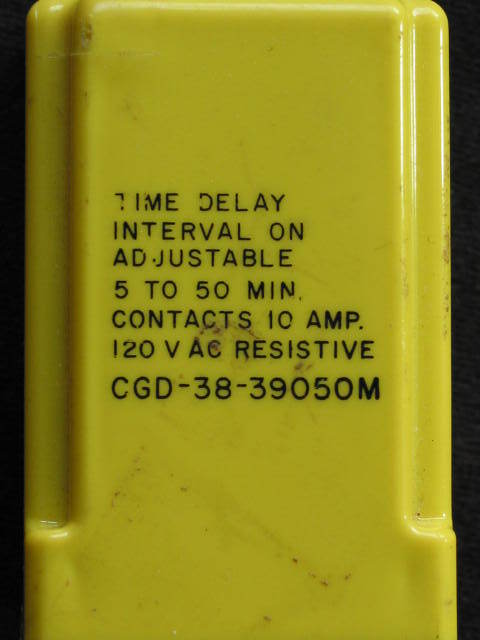 TIME DELAY
INTERVAL ON
ADJUSTABLE
5 TO 50 MIN.
CONTACTS 10 AMP.
120 V AC RESISTIVE
CGD-38-39050M